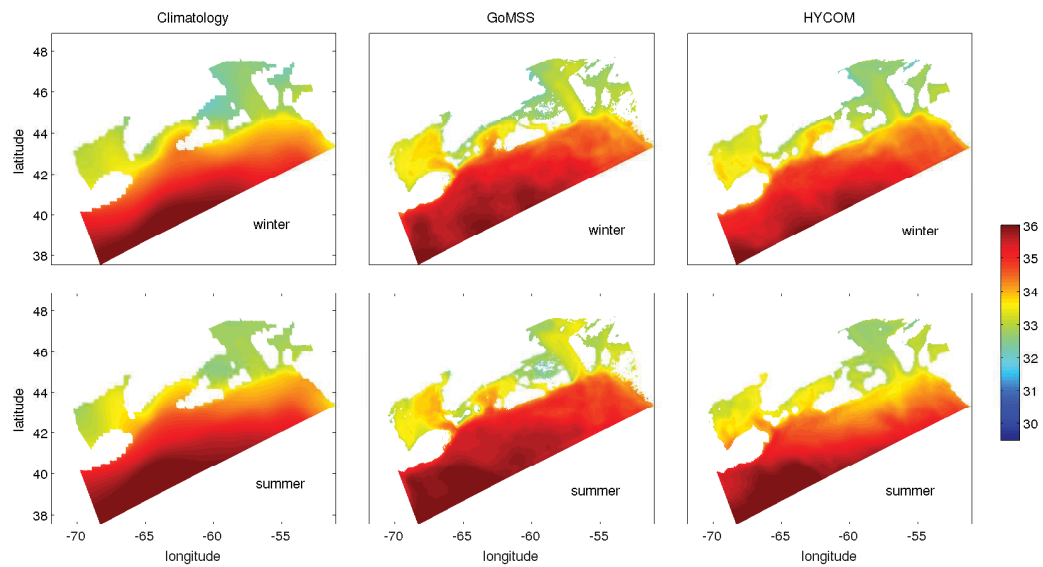 Climatology GoMSS HYCOM
48
46
44
42
40
38
latitude
winter winter winter
48
46
44
42
40
38
latitude
summer summer summer
-70 -65 -60 -55 -70 -65 -60 -55 -70 -65 -60 -55
longitude longitude longitude
36
35
34
33
32
31
30